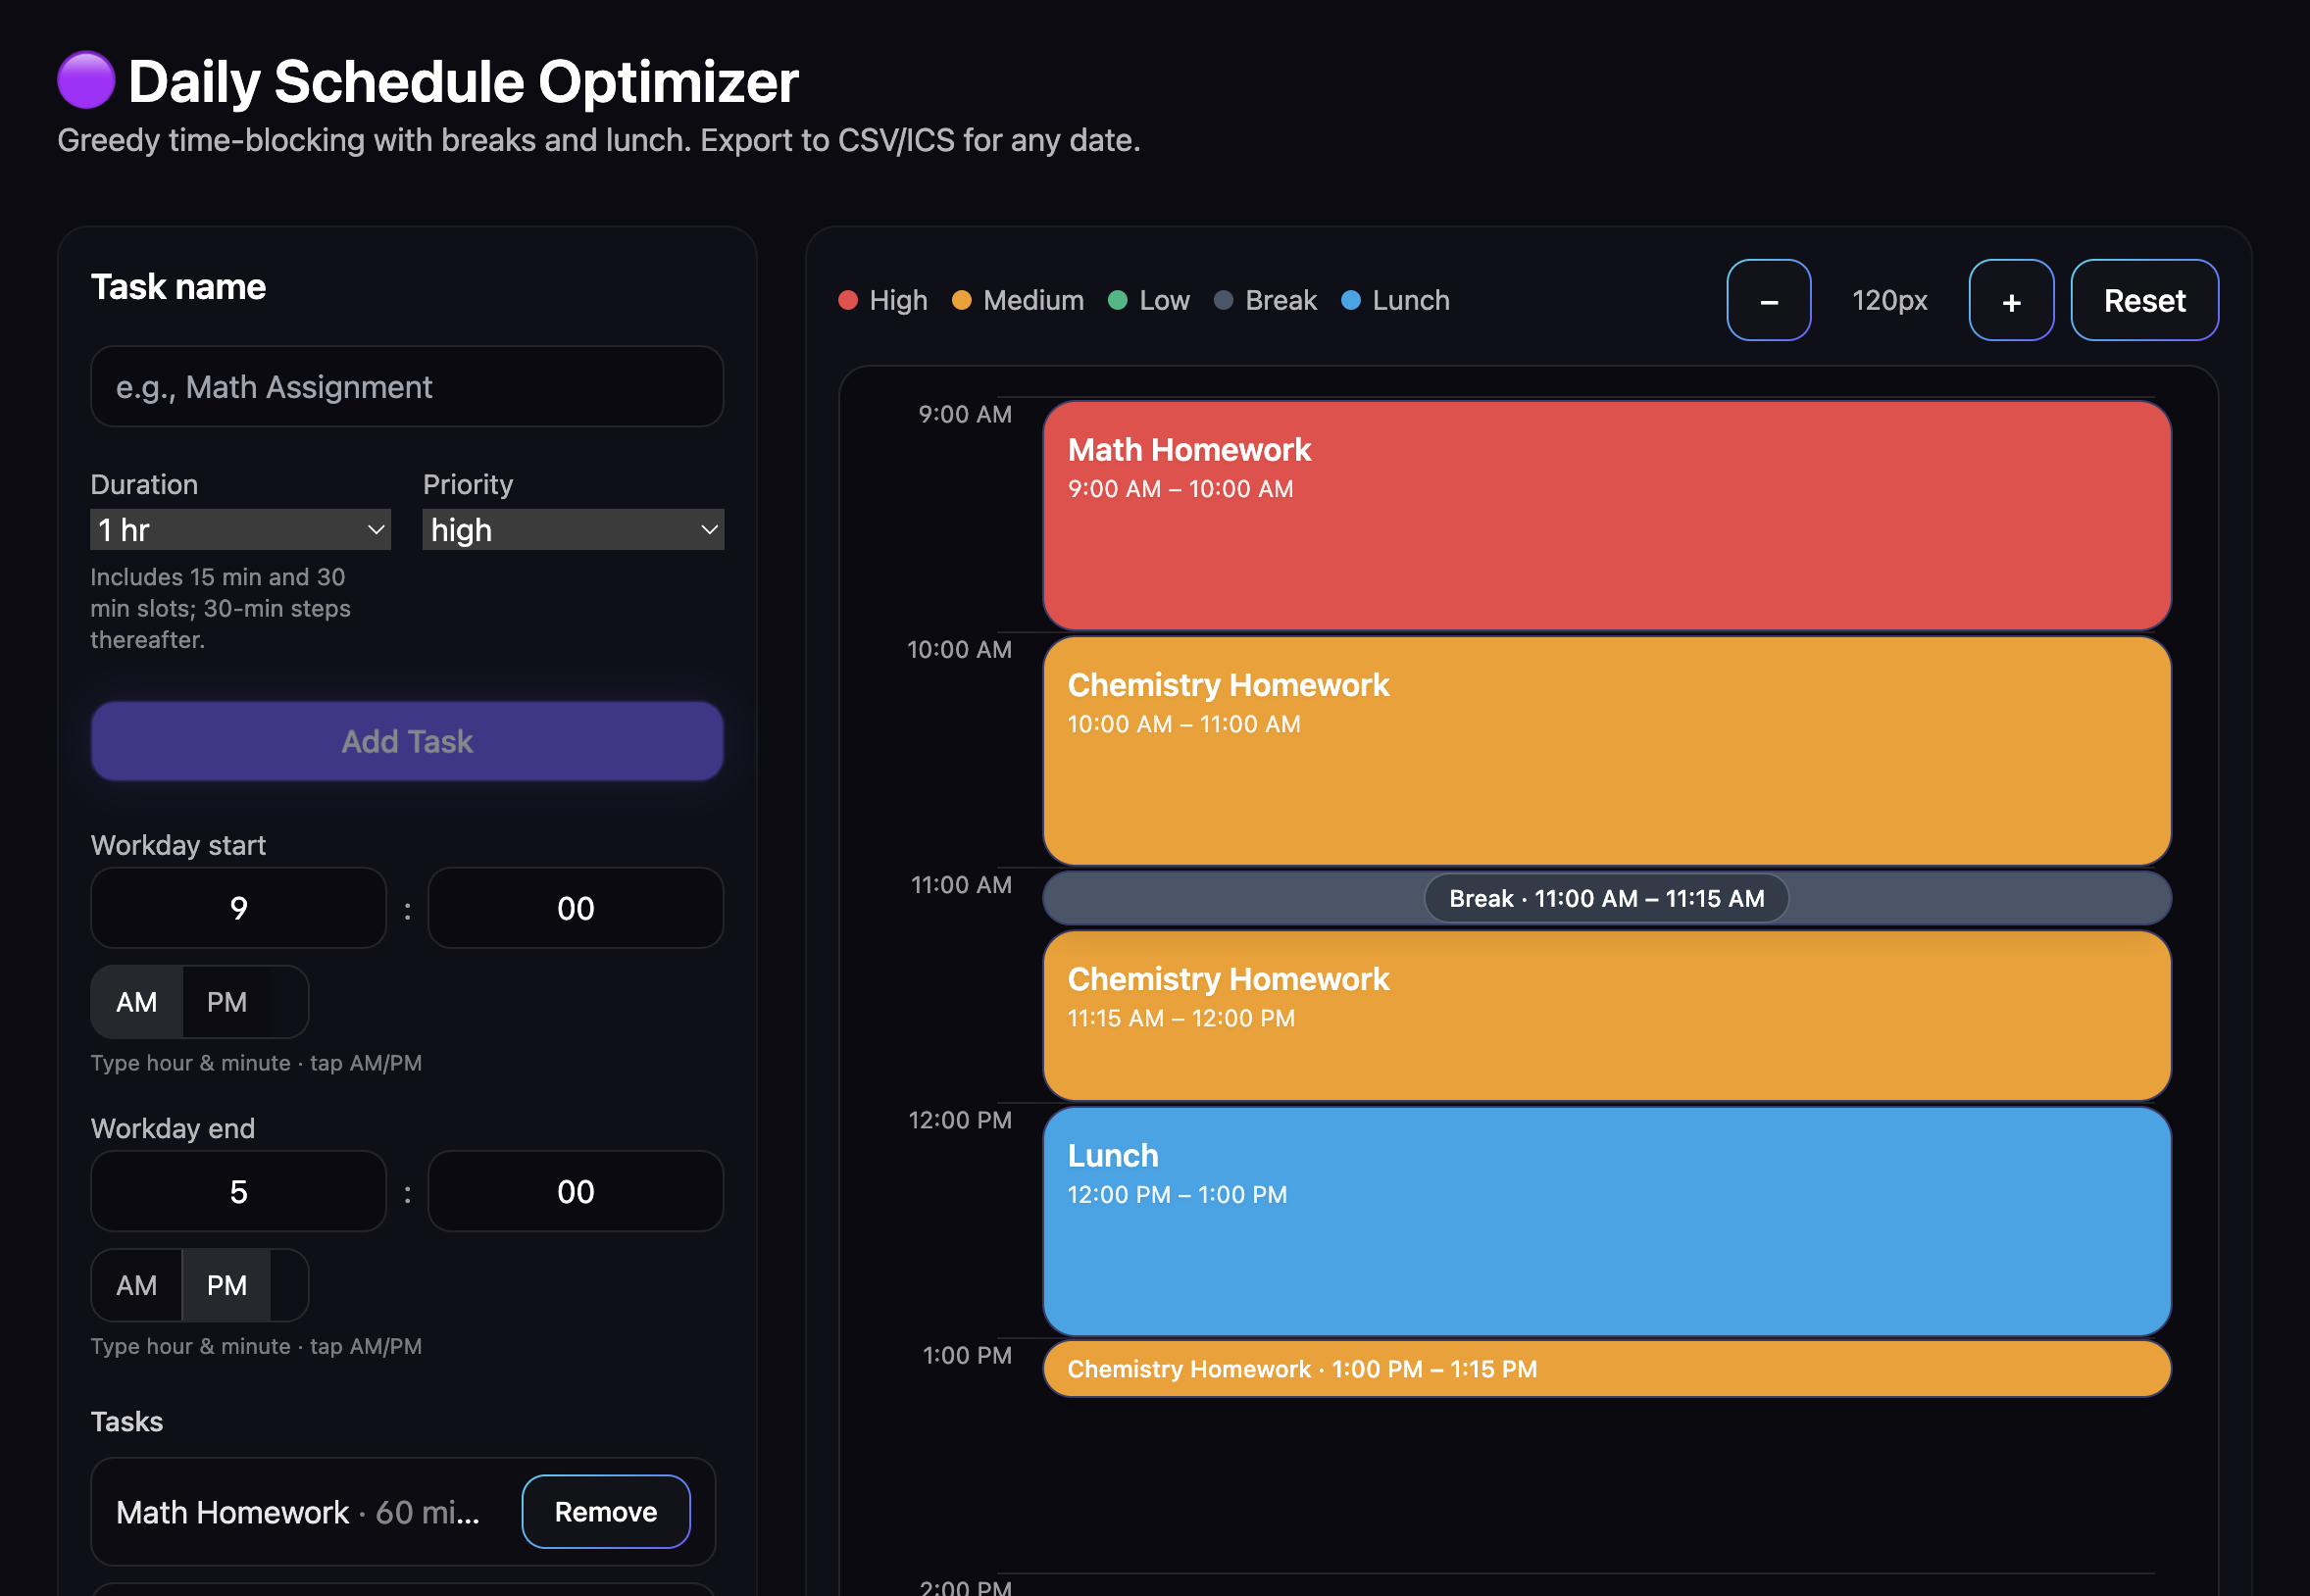 Daily Schedule Optimizer
Greedy time-blocking with breaks and lunch. Export to CSV/ICS for any date.
Task name
e.g., Math Assignment
Duration
Priority
1 hr
high
Includes 15 min and 30
min slots; 30-min steps
thereafter.
Add Task
Workday start
9 : 00
AM PM
Type hour & minute · tap AM/PM
Workday end
5 : 00
AM PM
Type hour & minute · tap AM/PM
Tasks
Math Homework · 60 mi...
Remove
High Medium Low Break Lunch
– 120px + Reset
9:00 AM
Math Homework
9:00 AM – 10:00 AM
10:00 AM
Chemistry Homework
10:00 AM – 11:00 AM
11:00 AM
Break · 11:00 AM – 11:15 AM
Chemistry Homework
11:15 AM – 12:00 PM
12:00 PM
Lunch
12:00 PM – 1:00 PM
1:00 PM
Chemistry Homework · 1:00 PM – 1:15 PM
2:00 PM